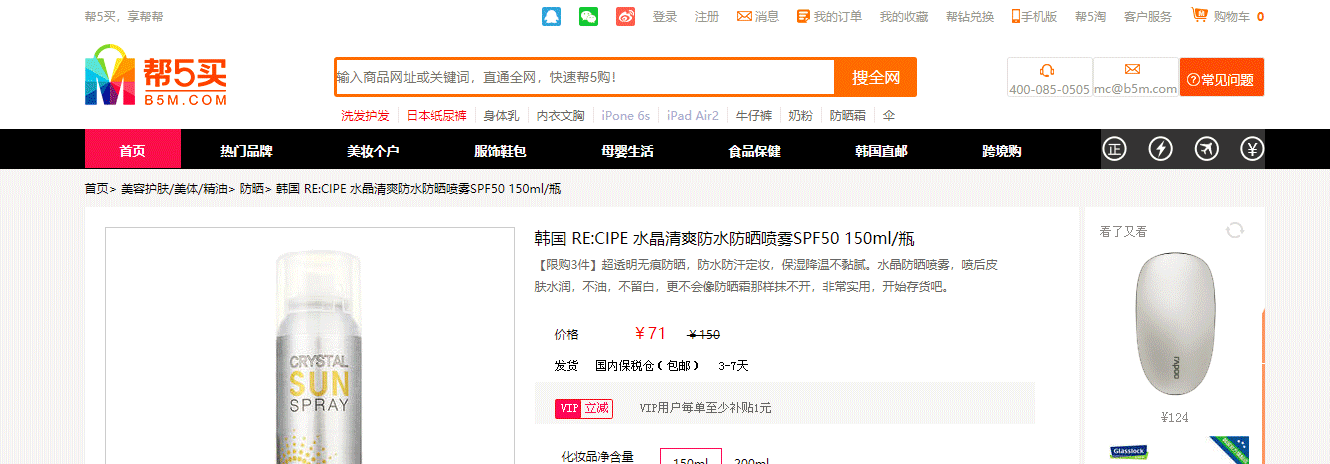 帮5买，享帮帮 登录 注册 消息 我的订单 我的收藏 帮钻兑换 手机版 帮5淘 客户服务 购物车 0
帮5买
B5M.COM
输入商品网址或关键词，直通全网，快速帮5购！ 搜全网
400-085-0505 mc@b5m.com 常见问题
洗发护发 日本纸尿裤 身体乳 内衣文胸 iPone 6s iPad Air2 牛仔裤 奶粉 防晒霜 伞
首页 热门品牌 美妆个户 服饰鞋包 母婴生活 食品保健 韩国直邮 跨境购 正
首页> 美容护肤/美体/精油> 防晒> 韩国 RE:CIPE 水晶清爽防水防晒喷雾SPF50 150ml/瓶
韩国 RE:CIPE 水晶清爽防水防晒喷雾SPF50 150ml/瓶
【限购3件】超透明无痕防晒，防水防汗定妆，保湿降温不黏腻。水晶防晒喷雾，喷后皮
肤水润，不油，不留白，更不会像防晒霜那样抹不开，非常实用，开始存货吧。
价格 ￥71 ￥150
发货 国内保税仓（包邮） 3-7天
VIP 立减 VIP用户每单至少补贴1元
化妆品净含量 150ml 200ml
CRYSTAL
SUN
SPRAY
看了又看
rapoo
¥124
Glasslock